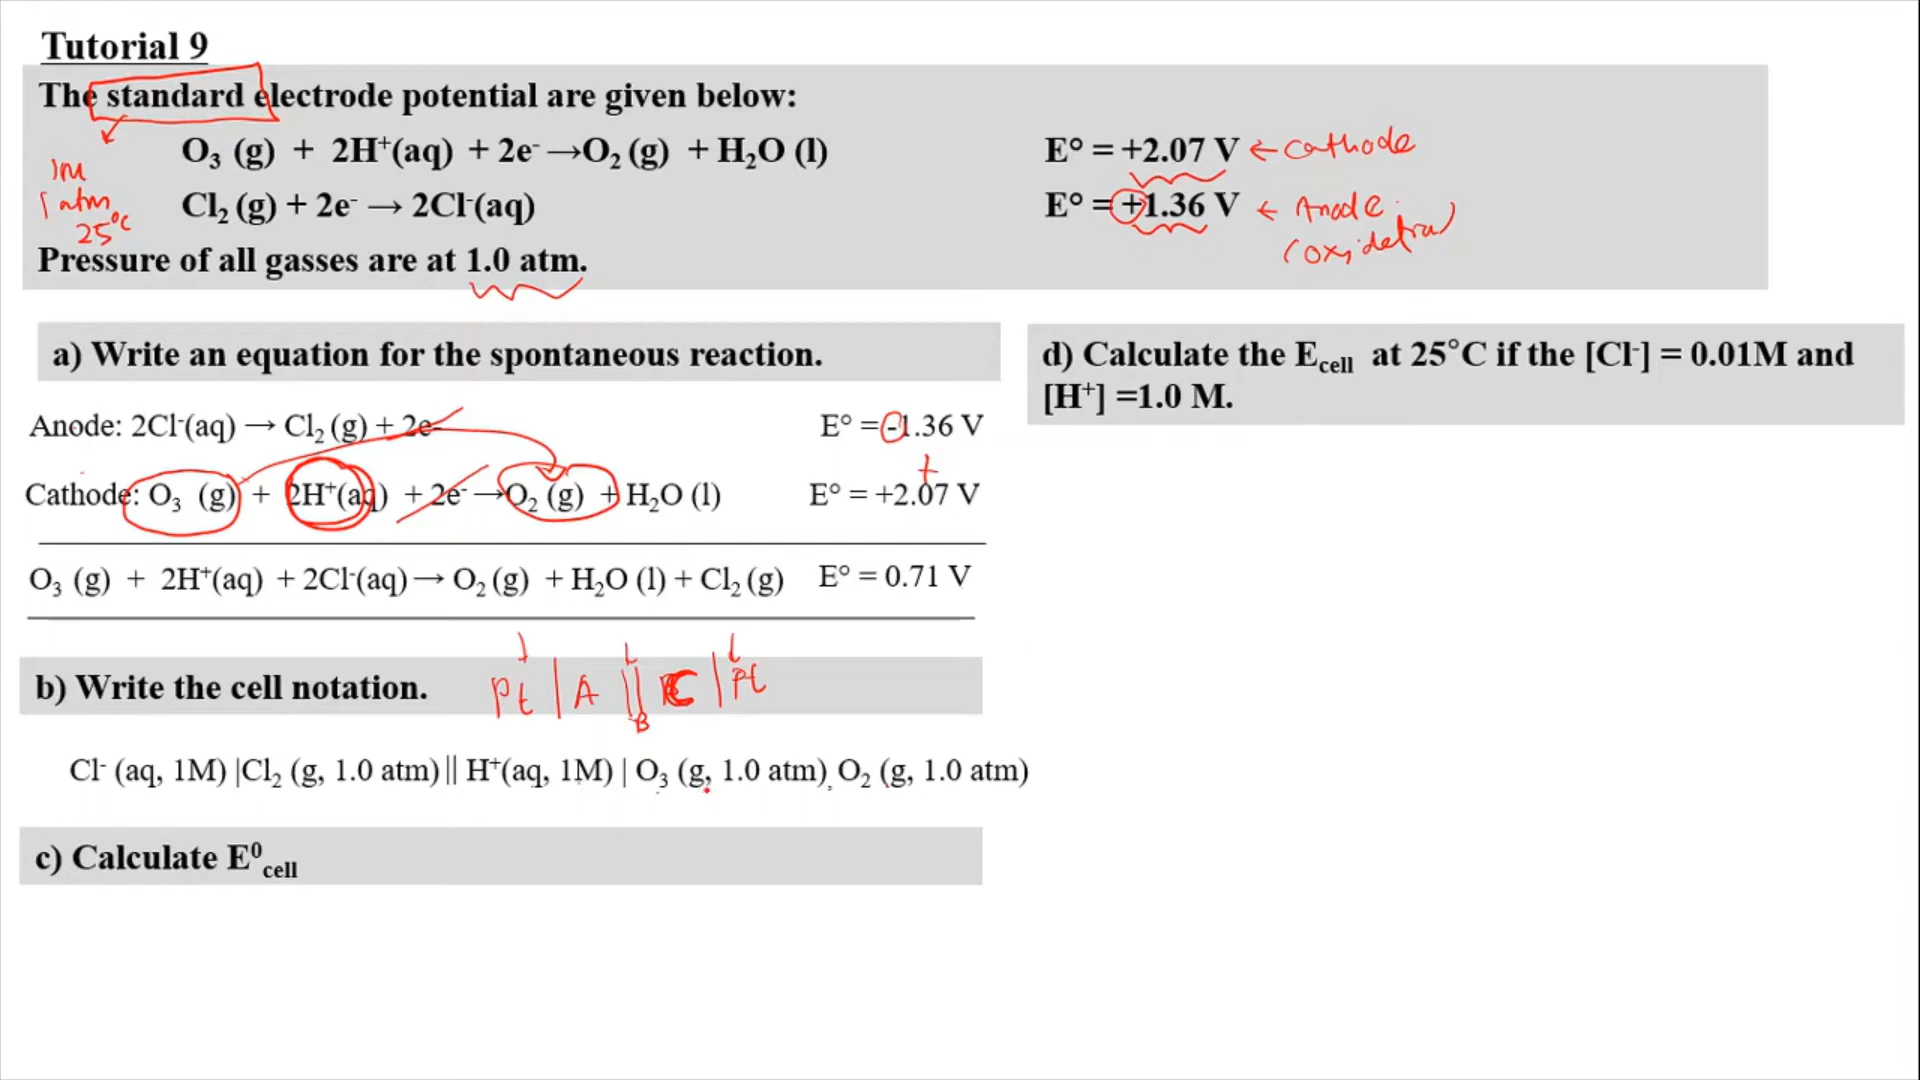 Tutorial 9
The standard electrode potential are given below:
O₃ (g) + 2H⁺(aq) + 2e⁻ →O₂ (g) + H₂O (l) E° = +2.07 V ← cathode
1M
Cl₂ (g) + 2e⁻ → 2Cl⁻(aq) E° = +1.36 V ← Anode
1 atm
25°C
(oxidation)
Pressure of all gasses are at 1.0 atm.
a) Write an equation for the spontaneous reaction.
Anode: 2Cl⁻(aq) → Cl₂ (g) + 2e⁻ E° = -1.36 V
+
Cathode: O₃ (g) + 2H⁺(aq) + 2e⁻ →O₂ (g) + H₂O (l) E° = +2.07 V
O₃ (g) + 2H⁺(aq) + 2Cl⁻(aq) → O₂ (g) + H₂O (l) + Cl₂ (g) E° = 0.71 V
b) Write the cell notation. Pt | A || C | Pt
B
Cl⁻ (aq, 1M) |Cl₂ (g, 1.0 atm) || H⁺(aq, 1M) | O₃ (g, 1.0 atm), O₂ (g, 1.0 atm)
c) Calculate E⁰cell
d) Calculate the Ecell at 25°C if the [Cl⁻] = 0.01M and
[H⁺] =1.0 M.